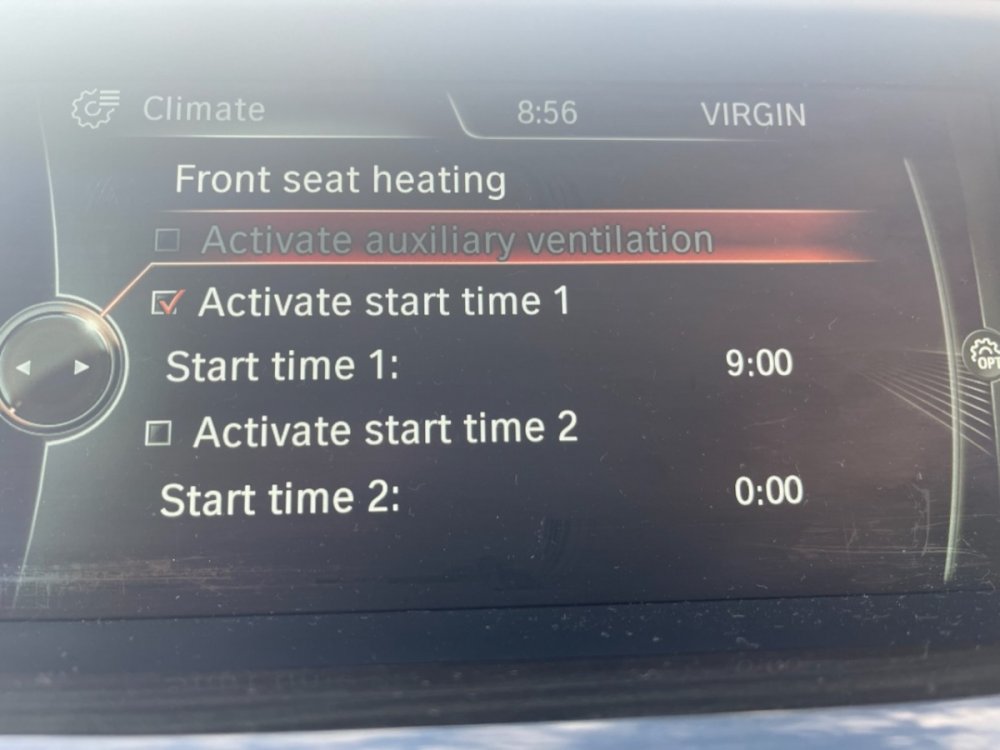 Climate 8:56 VIRGIN
Front seat heating
Activate auxiliary ventilation
Activate start time 1
Start time 1: 9:00
OPT
Activate start time 2
Start time 2: 0:00